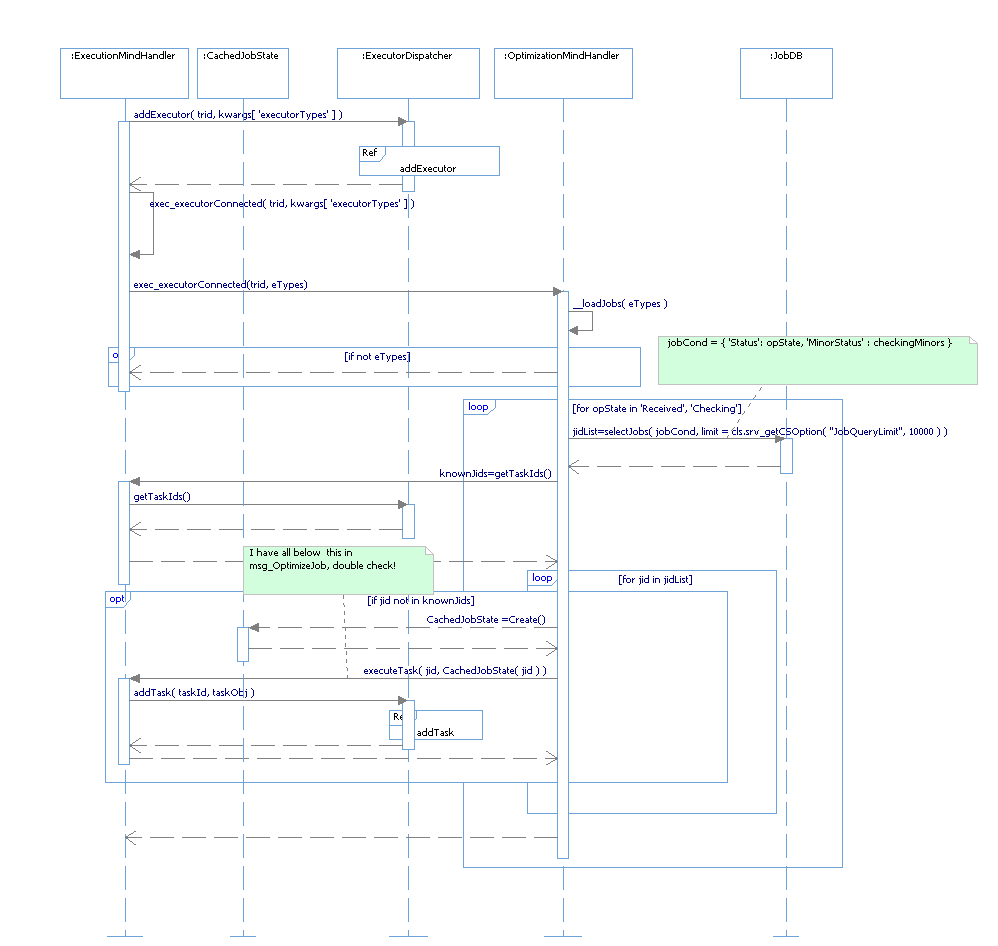 :ExecutionMindHandler
:CachedJobState
:ExecutorDispatcher
:OptimizationMindHandler
:JobDB
addExecutor( trid, kwargs[ 'executorTypes' ] )
Ref
addExecutor
exec_executorConnected( trid, kwargs[ 'executorTypes' ] )
exec_executorConnected(trid, eTypes)
__loadJobs( eTypes )
jobCond = { 'Status': opState, 'MinorStatus' : checkingMinors }
[if not eTypes]
loop
[for opState in 'Received', 'Checking']
jidList=selectJobs( jobCond, limit = cls.srv_getCSOption( "JobQueryLimit", 10000 ) )
knownJids=getTaskIds()
getTaskIds()
I have all below this in
msg_OptimizeJob, double check!
loop
[for jid in jidList]
opt
[if jid not in knownJids]
CachedJobState =Create()
executeTask( jid, CachedJobState( jid ) )
addTask( taskId, taskObj )
addTask